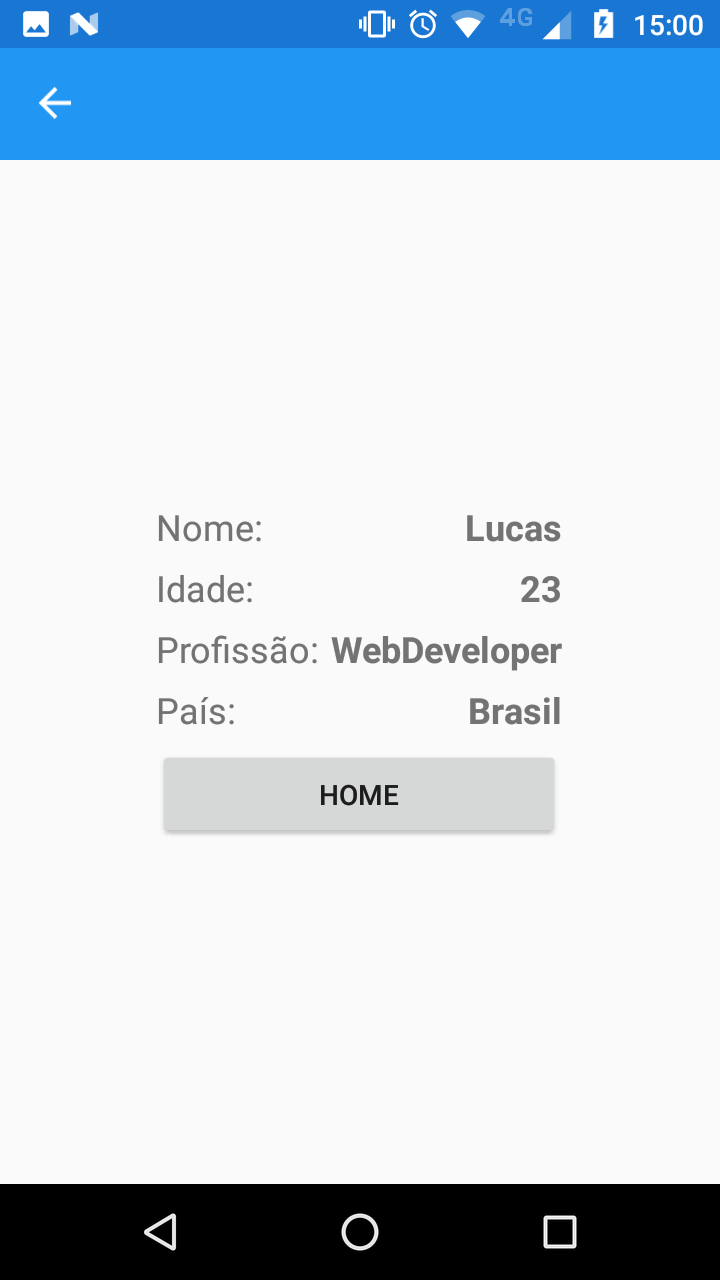 4G 15:00
Nome: Lucas
Idade: 23
Profissão: WebDeveloper
País: Brasil
HOME